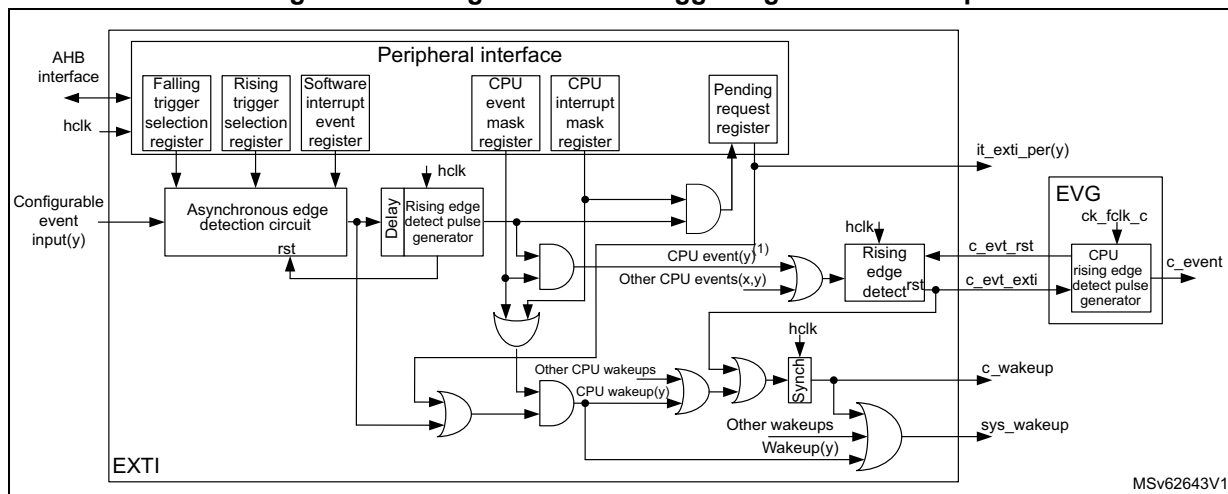 Peripheral interface
AHB
interface
hclk
Falling
trigger
selection
register
Rising
trigger
selection
register
Software
interrupt
event
register
CPU
event
mask
register
CPU
interrupt
mask
register
Pending
request
register
it_exti_per(y)
Configurable
event
input(y)
Asynchronous edge
detection circuit
rst
Delay
hclk
Rising edge
detect pulse
generator
CPU event(y)(1)
Other CPU events(x,y)
hclk
Rising
edge
detect
rst
c_evt_rst
c_evt_exti
EVG
ck_fclk_c
CPU
rising edge
detect pulse
generator
c_event
Other CPU wakeups
CPU wakeup(y)
hclk
Synch
c_wakeup
Other wakeups
Wakeup(y)
sys_wakeup
EXTI
MSv62643V1